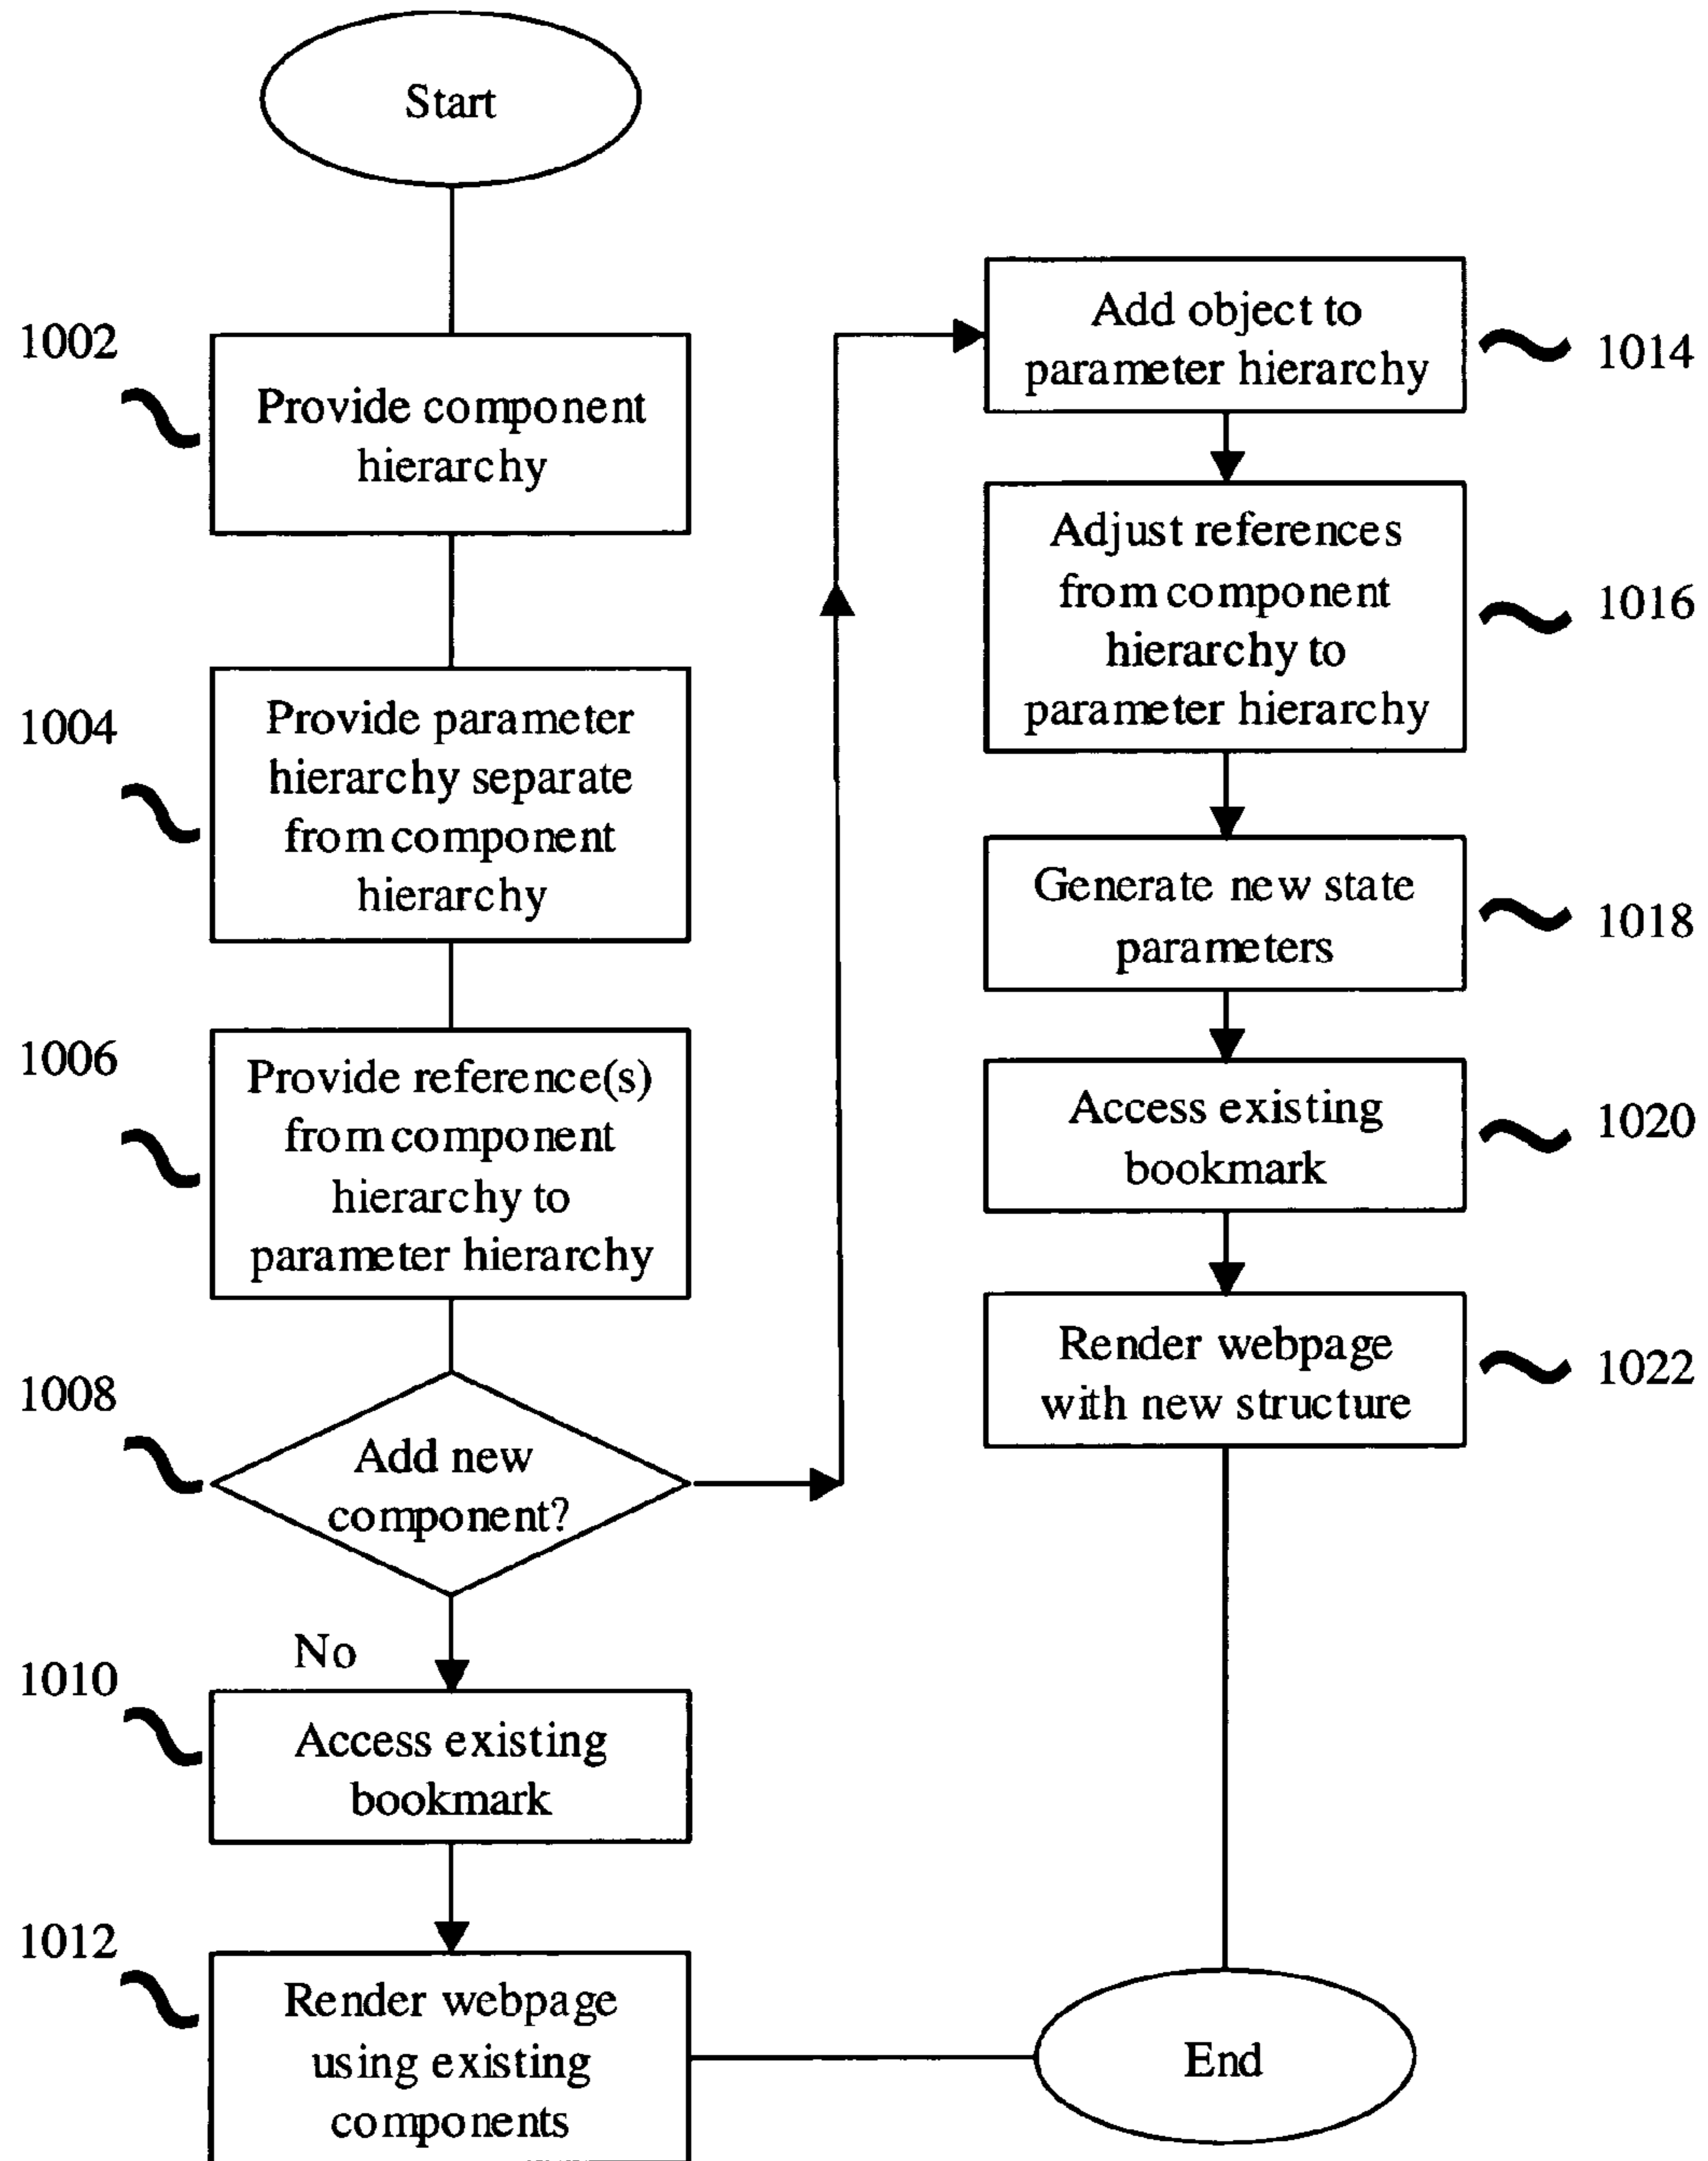 Start
1002
Provide component
hierarchy
1004
Provide parameter
hierarchy separate
from component
hierarchy
1006
Provide reference(s)
from component
hierarchy to
parameter hierarchy
1008
Add new
component?
No
1010
Access existing
bookmark
1012
Render webpage
using existing
components
Add object to
parameter hierarchy
1014
Adjust references
from component
hierarchy to
parameter hierarchy
1016
Generate new state
parameters
1018
Access existing
bookmark
1020
Render webpage
with new structure
1022
End